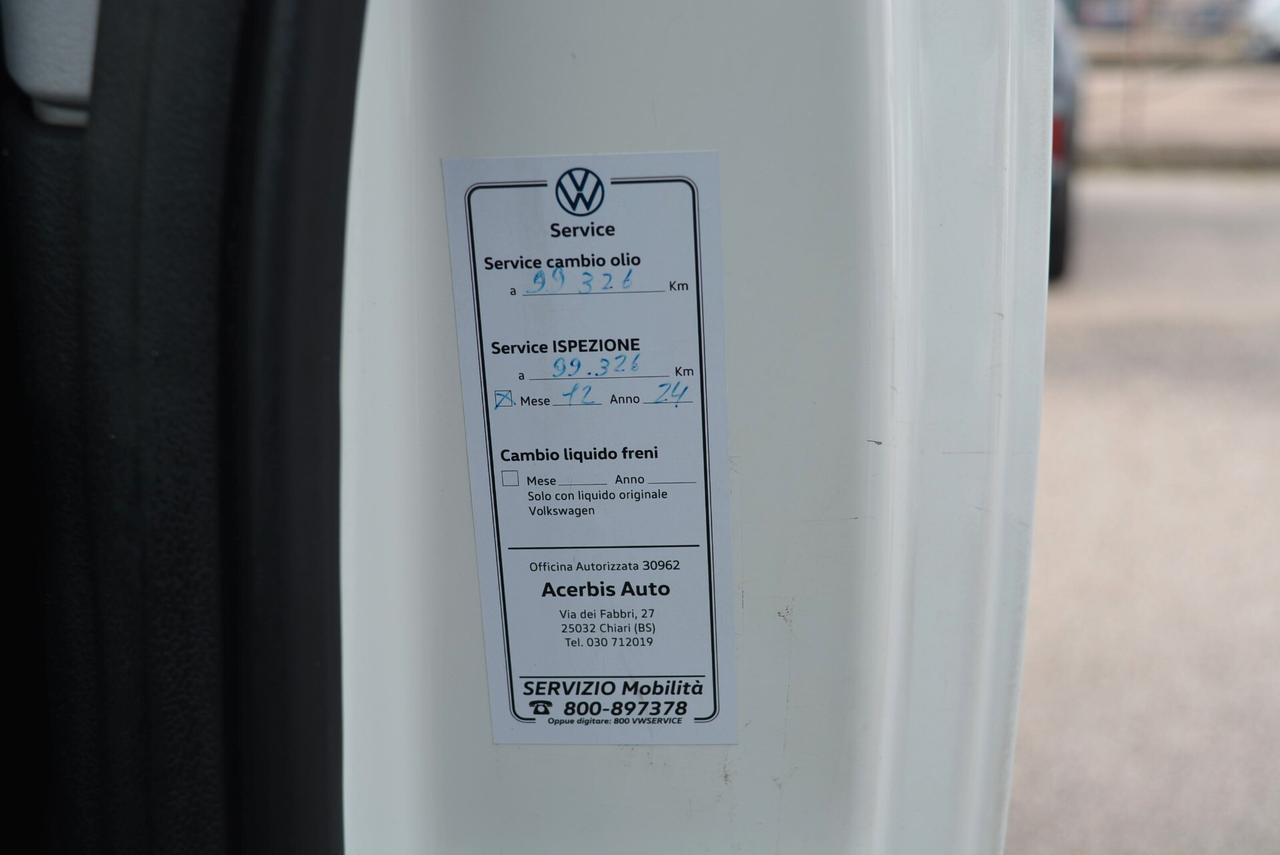 Service
Service cambio olio
a 99 326 Km
Service ISPEZIONE
a 99.326 Km
Mese 12 Anno 24
Cambio liquido freni
Mese Anno
Solo con liquido originale
Volkswagen
Officina Autorizzata 30962
Acerbis Auto
Via dei Fabbri, 27
25032 Chiari (BS)
Tel. 030 712019
SERVIZIO Mobilità
☎ 800-897378
Oppue digitare: 800 VWSERVICE